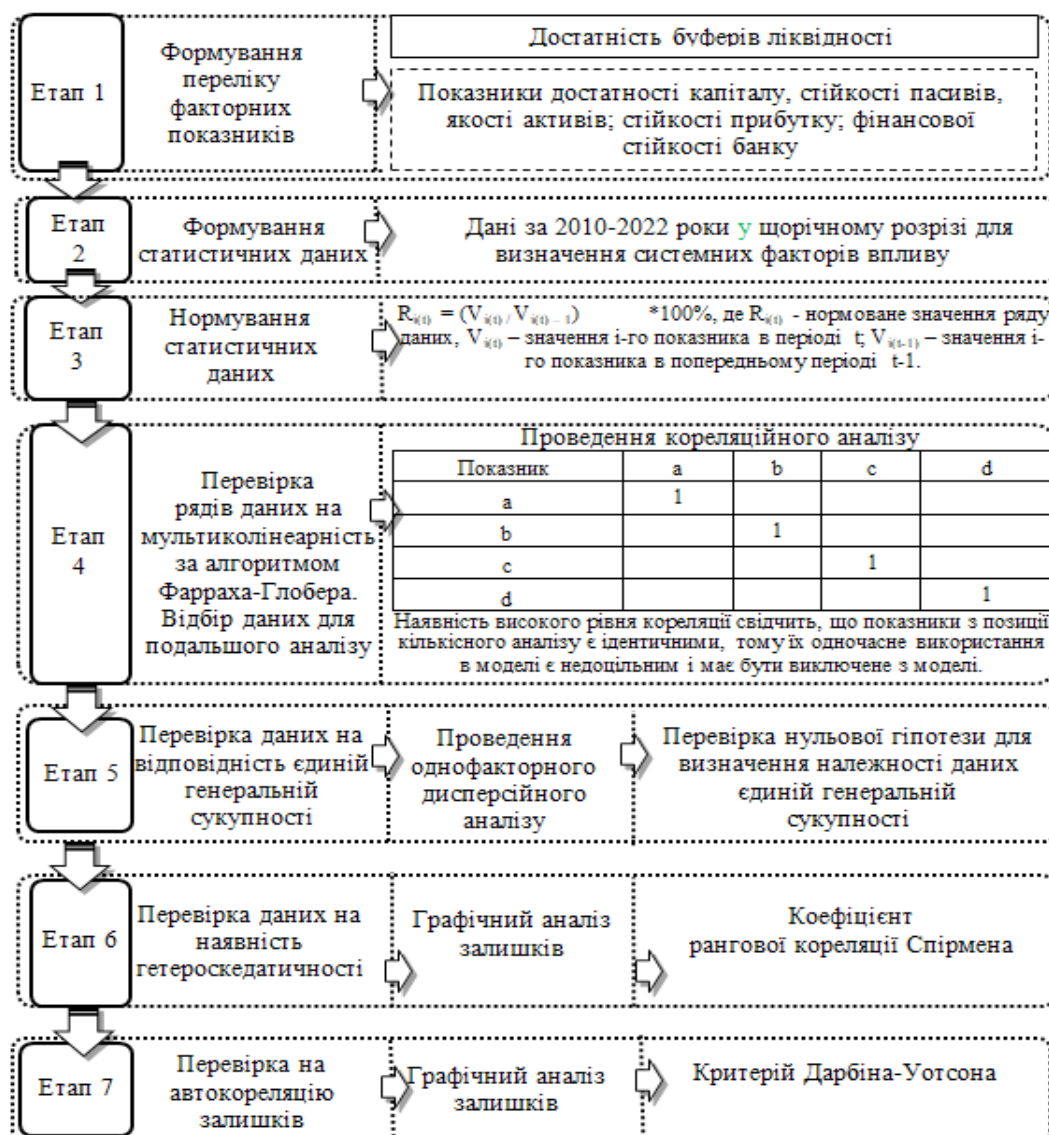 Етап 1
Формування
переліку
факторних
показників
Достатність буферів ліквідності
Показники достатності капіталу, стійкості пасивів,
якості активів; стійкості прибутку; фінансової
стійкості банку
Етап
2
Формування
статистичних даних
Дані за 2010-2022 роки у щорічному розрізі для
визначення системних факторів впливу
Етап
3
Нормування
статистичних
даних
R i(t) = (V i(t) / V i(t) – 1) *100%, де R i(t) - нормоване значення ряду
даних, V i(t) – значення і-го показника в періоді t; V i(t-1) – значення і-
го показника в попередньому періоді t-1.
Етап
4
Перевірка
рядів даних на
мультиколінеарність
за алгоритмом
Фарраха-Глобера.
Відбір даних для
подальшого аналізу
Проведення кореляційного аналізу
Показник a b c d
a 1
b 1
c 1
d 1
Наявність високого рівня кореляції свідчить, що показники з позиції
кількісного аналізу є ідентичними, тому їх одночасне використання
в моделі є недоцільним і має бути виключене з моделі.
Етап 5
Перевірка даних на
відповідність єдиній
генеральній
сукупності
Проведення
однофакторного
дисперсійного
аналізу
Перевірка нульової гіпотези для
визначення належності даних
єдиній генеральній
сукупності
Етап 6
Перевірка даних на
наявність
гетероскедатичності
Графічний аналіз
залишків
Коефіцієнт
рангової кореляції Спірмена
Етап 7
Перевірка на
автокореляцію
залишків
Графічний аналіз
залишків
Критерій Дарбіна-Уотсона